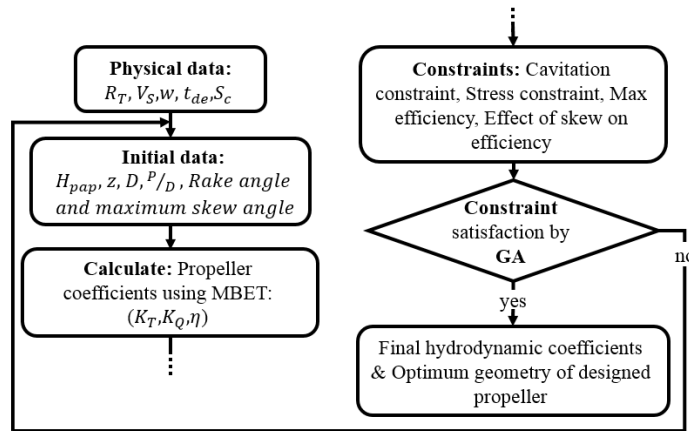 Physical data:
R_T, V_S,w, t_de,S_c
Initial data:
H_pap, z, D, P/D , Rake angle
and maximum skew angle
Calculate: Propeller
coefficients using MBET:
(K_T,K_Q,η)
Constraints: Cavitation
constraint, Stress constraint, Max
efficiency, Effect of skew on
efficiency
Constraint
satisfaction by
GA
no
yes
Final hydrodynamic coefficients
& Optimum geometry of designed
propeller